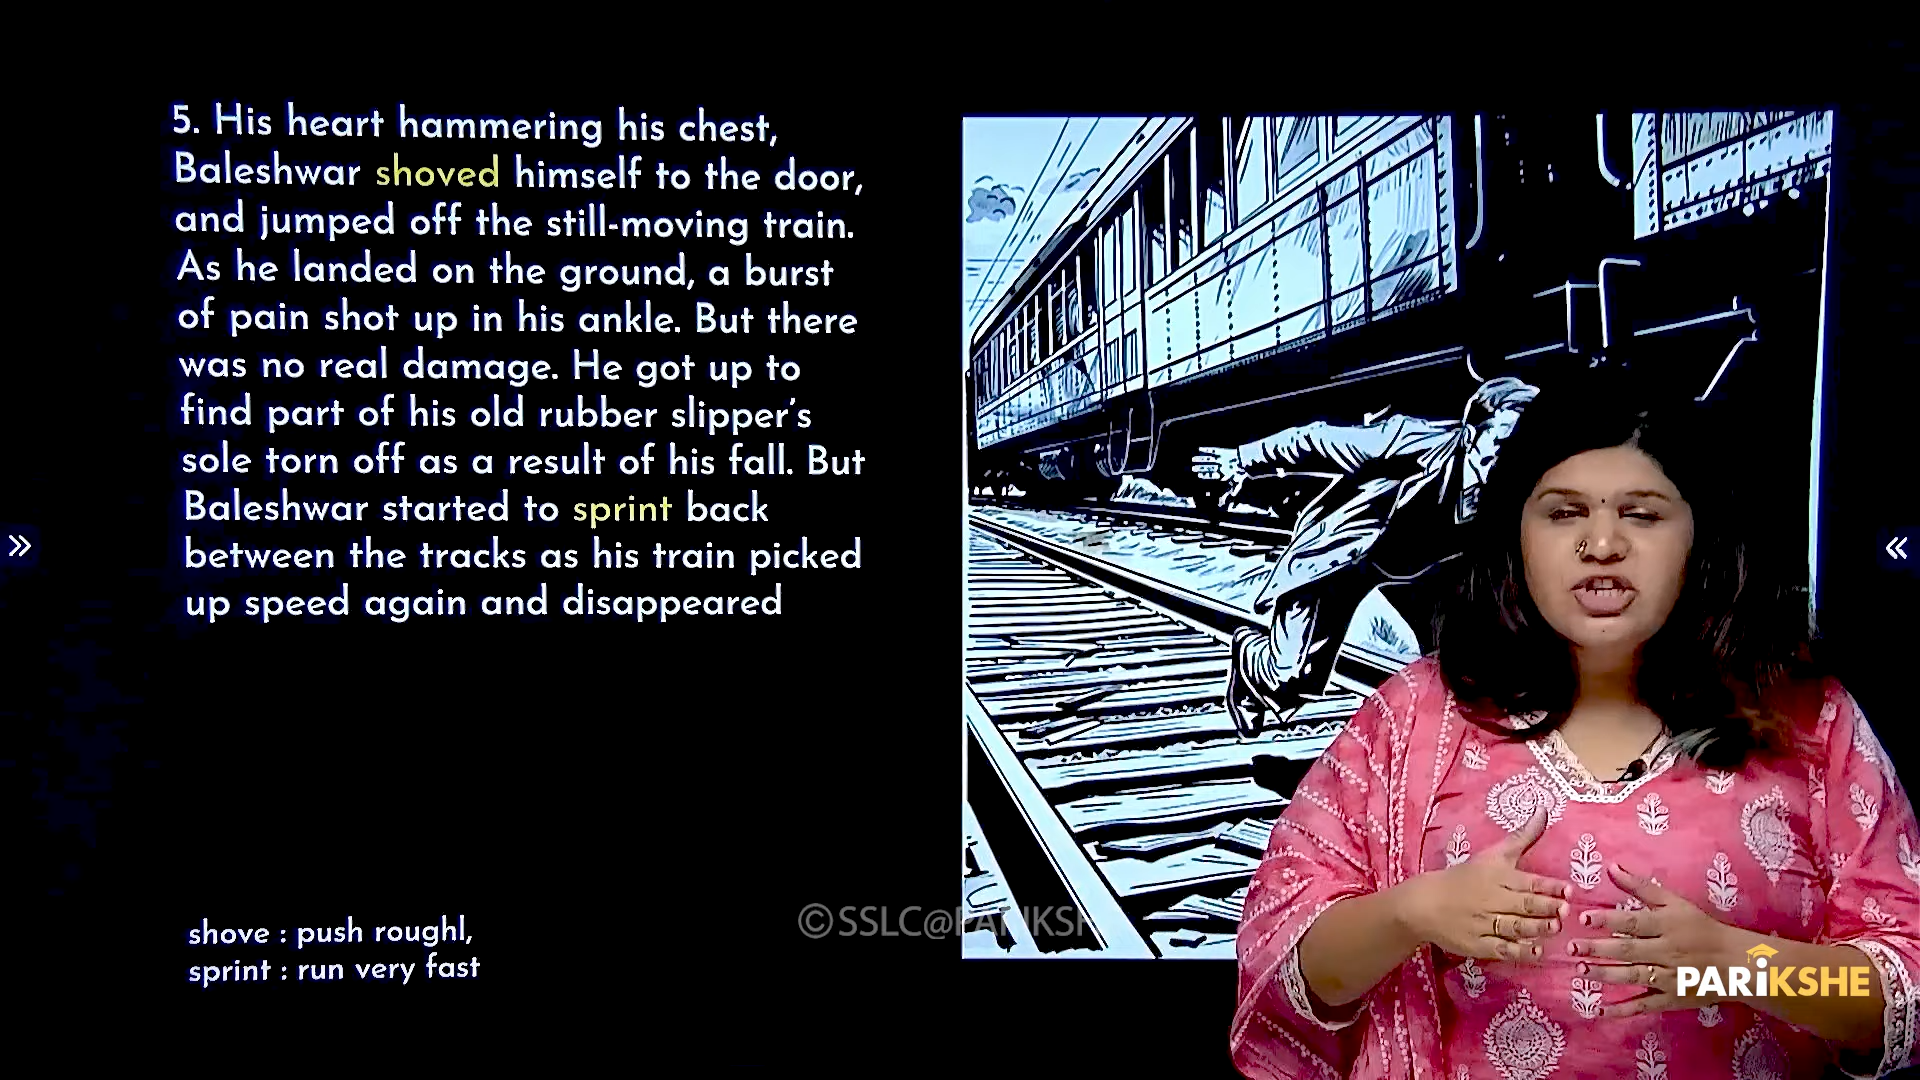 5. His heart hammering his chest,
Baleshwar shoved himself to the door,
and jumped off the still-moving train.
As he landed on the ground, a burst
of pain shot up in his ankle. But there
was no real damage. He got up to
find part of his old rubber slipper's
sole torn off as a result of his fall. But
Baleshwar started to sprint back
between the tracks as his train picked
up speed again and disappeared
shove : push roughl,
sprint : run very fast
©SSLC@PARIKSH
PARIKSHE